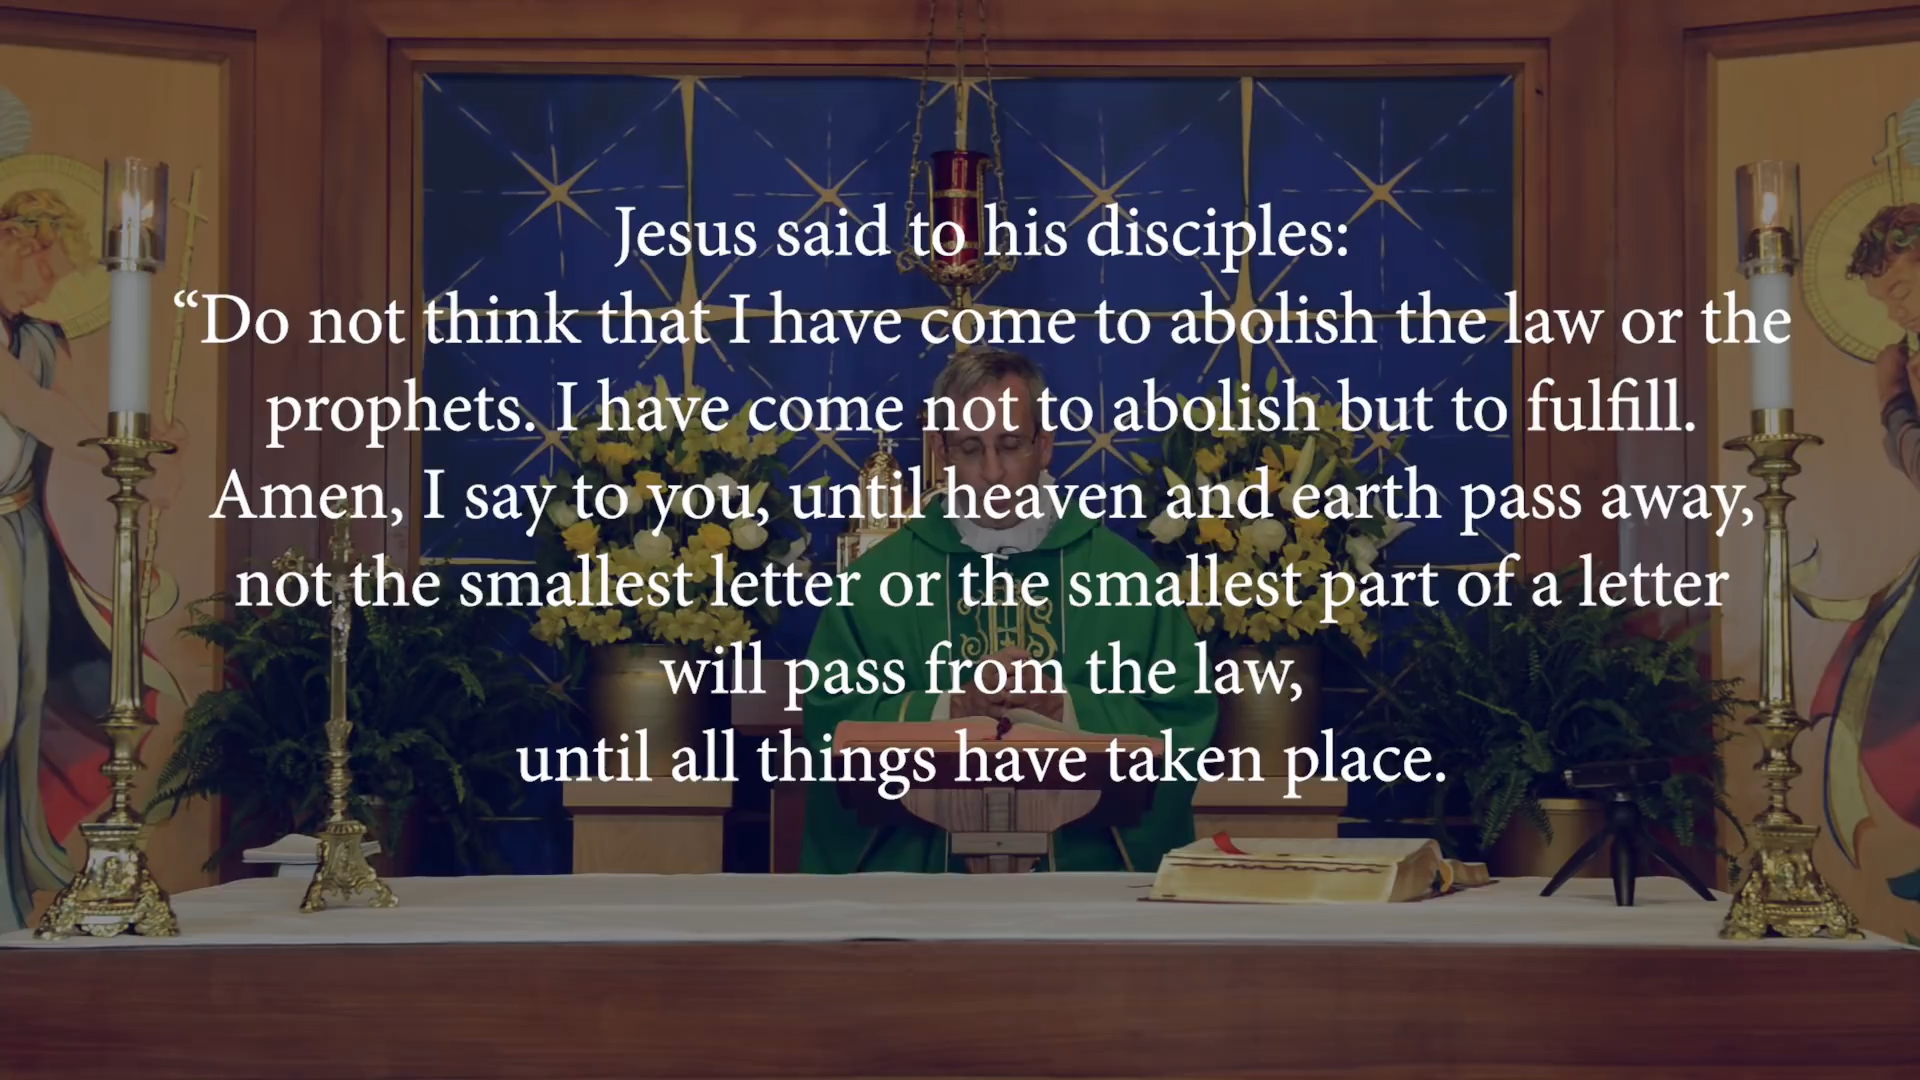 Jesus said to his disciples:
“Do not think that I have come to abolish the law or the
prophets. I have come not to abolish but to fulfill.
Amen, I say to you, until heaven and earth pass away,
not the smallest letter or the smallest part of a letter
will pass from the law,
until all things have taken place.
IHS